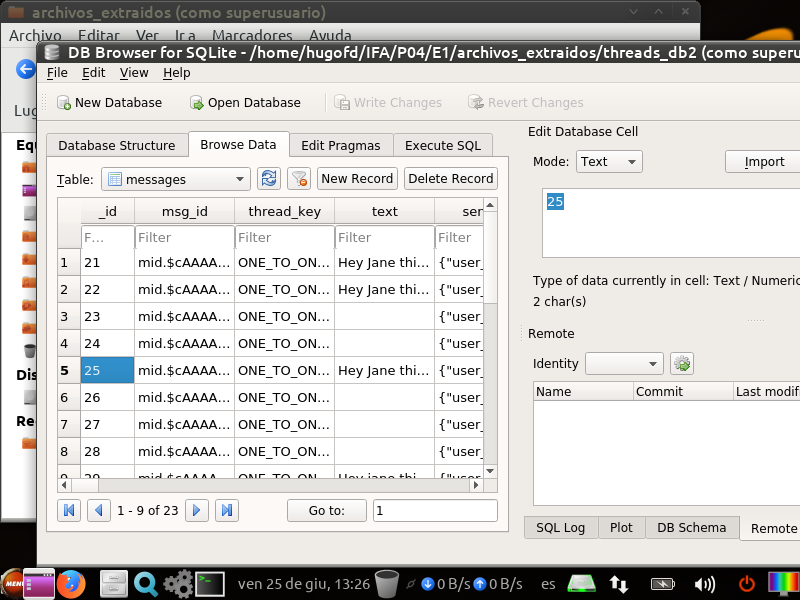 archivos_extraidos (como superusuario)
Archivo Editar Ver Ir a Marcadores Ayuda
DB Browser for SQLite - /home/hugofd/IFA/P04/E1/archivos_extraidos/threads_db2 (como superu
File Edit View Help
New Database Open Database Write Changes Revert Changes
Lug
Equ
Dis
Re
Database Structure Browse Data Edit Pragmas Execute SQL
Table: messages New Record Delete Record
_id msg_id thread_key text ser
F... Filter Filter Filter Filter
1 21 mid.$cAAAA... ONE_TO_ON... Hey Jane thi... {"user_
2 22 mid.$cAAAA... ONE_TO_ON... Hey Jane thi... {"user_
3 23 mid.$cAAAA... ONE_TO_ON... {"user_
4 24 mid.$cAAAA... ONE_TO_ON... {"user_
5 25 mid.$cAAAA... ONE_TO_ON... Hey Jane thi... {"user_
6 26 mid.$cAAAA... ONE_TO_ON... {"user_
7 27 mid.$cAAAA... ONE_TO_ON... {"user_
8 28 mid.$cAAAA... ONE_TO_ON... {"user_
9 29 mid.$cAAAA... ONE_TO_ON... Hey jane thi... {"user_
1 - 9 of 23 Go to: 1
Edit Database Cell
Mode: Text Import
25
Type of data currently in cell: Text / Numeric
2 char(s)
Remote
Identity
Name Commit Last modifi
SQL Log Plot DB Schema Remote
MENU ven 25 de giu, 13:26 0 B/s 0 B/s es